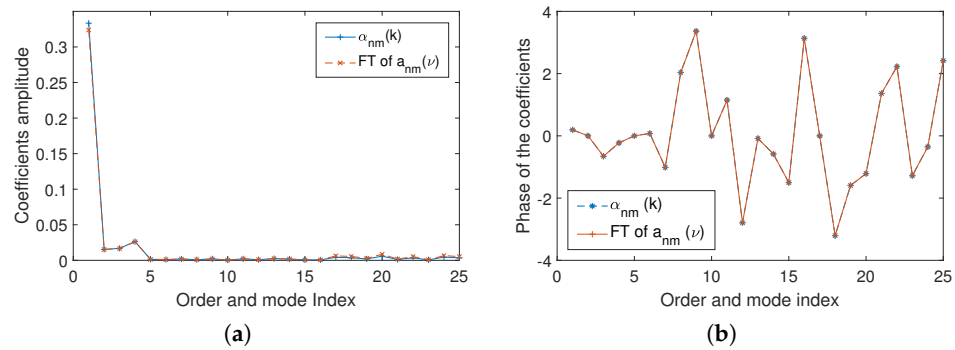 0.3
0.25
0.2
0.15
0.1
0.05
0
Coefficients amplitude
α_nm(k)
FT of a_nm(ν)
0 5 10 15 20 25
Order and mode Index
(a)
4
2
0
-2
-4
Phase of the coefficients
α_nm (k)
FT of a_nm (ν)
0 5 10 15 20 25
Order and mode index
(b)